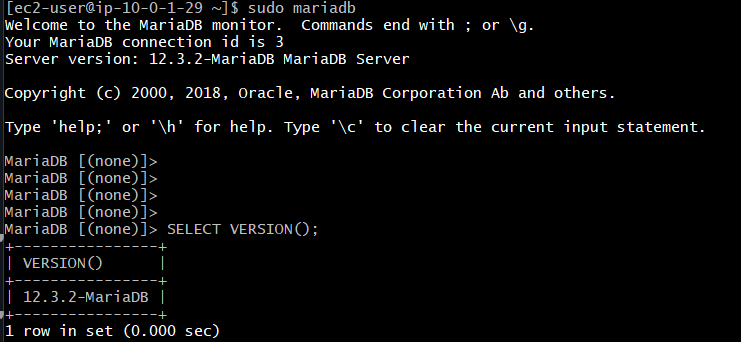 [ec2-user@ip-10-0-1-29 ~]$ sudo mariadb
Welcome to the MariaDB monitor.  Commands end with ; or \g.
Your MariaDB connection id is 3
Server version: 12.3.2-MariaDB MariaDB Server

Copyright (c) 2000, 2018, Oracle, MariaDB Corporation Ab and others.

Type 'help;' or '\h' for help. Type '\c' to clear the current input statement.

MariaDB [(none)]>
MariaDB [(none)]>
MariaDB [(none)]>
MariaDB [(none)]>
MariaDB [(none)]> SELECT VERSION();
+----------------+
| VERSION()      |
+----------------+
| 12.3.2-MariaDB |
+----------------+
1 row in set (0.000 sec)